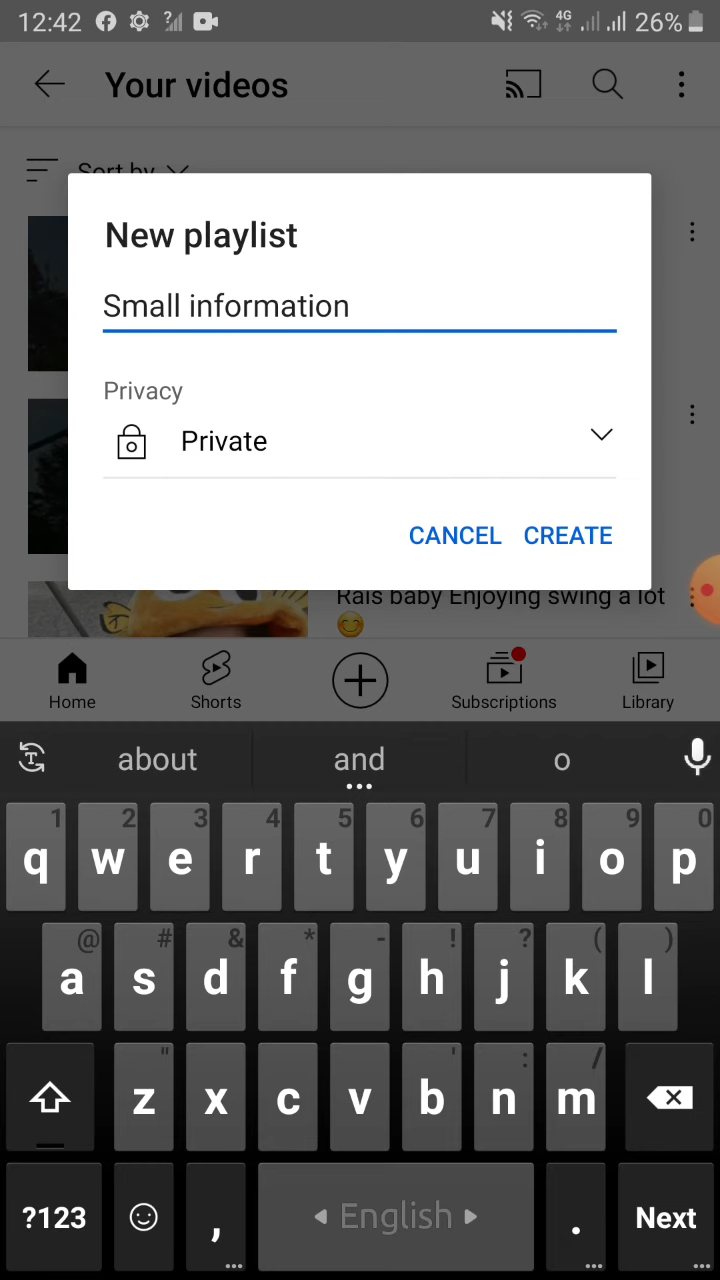 12:42 ? 4G 26%
Your videos
Sort by
New playlist
Small information
Privacy
Private
CANCEL CREATE
Rais baby Enjoying swing a lot
😊
Home Shorts Subscriptions Library
T about and o
1 2 3 4 5 6 7 8 9 0
q w e r t y u i o p
@ # & * - ! ? ( )
a s d f g h j k l
" ' : /
z x c v b n m
?123 , English . Next